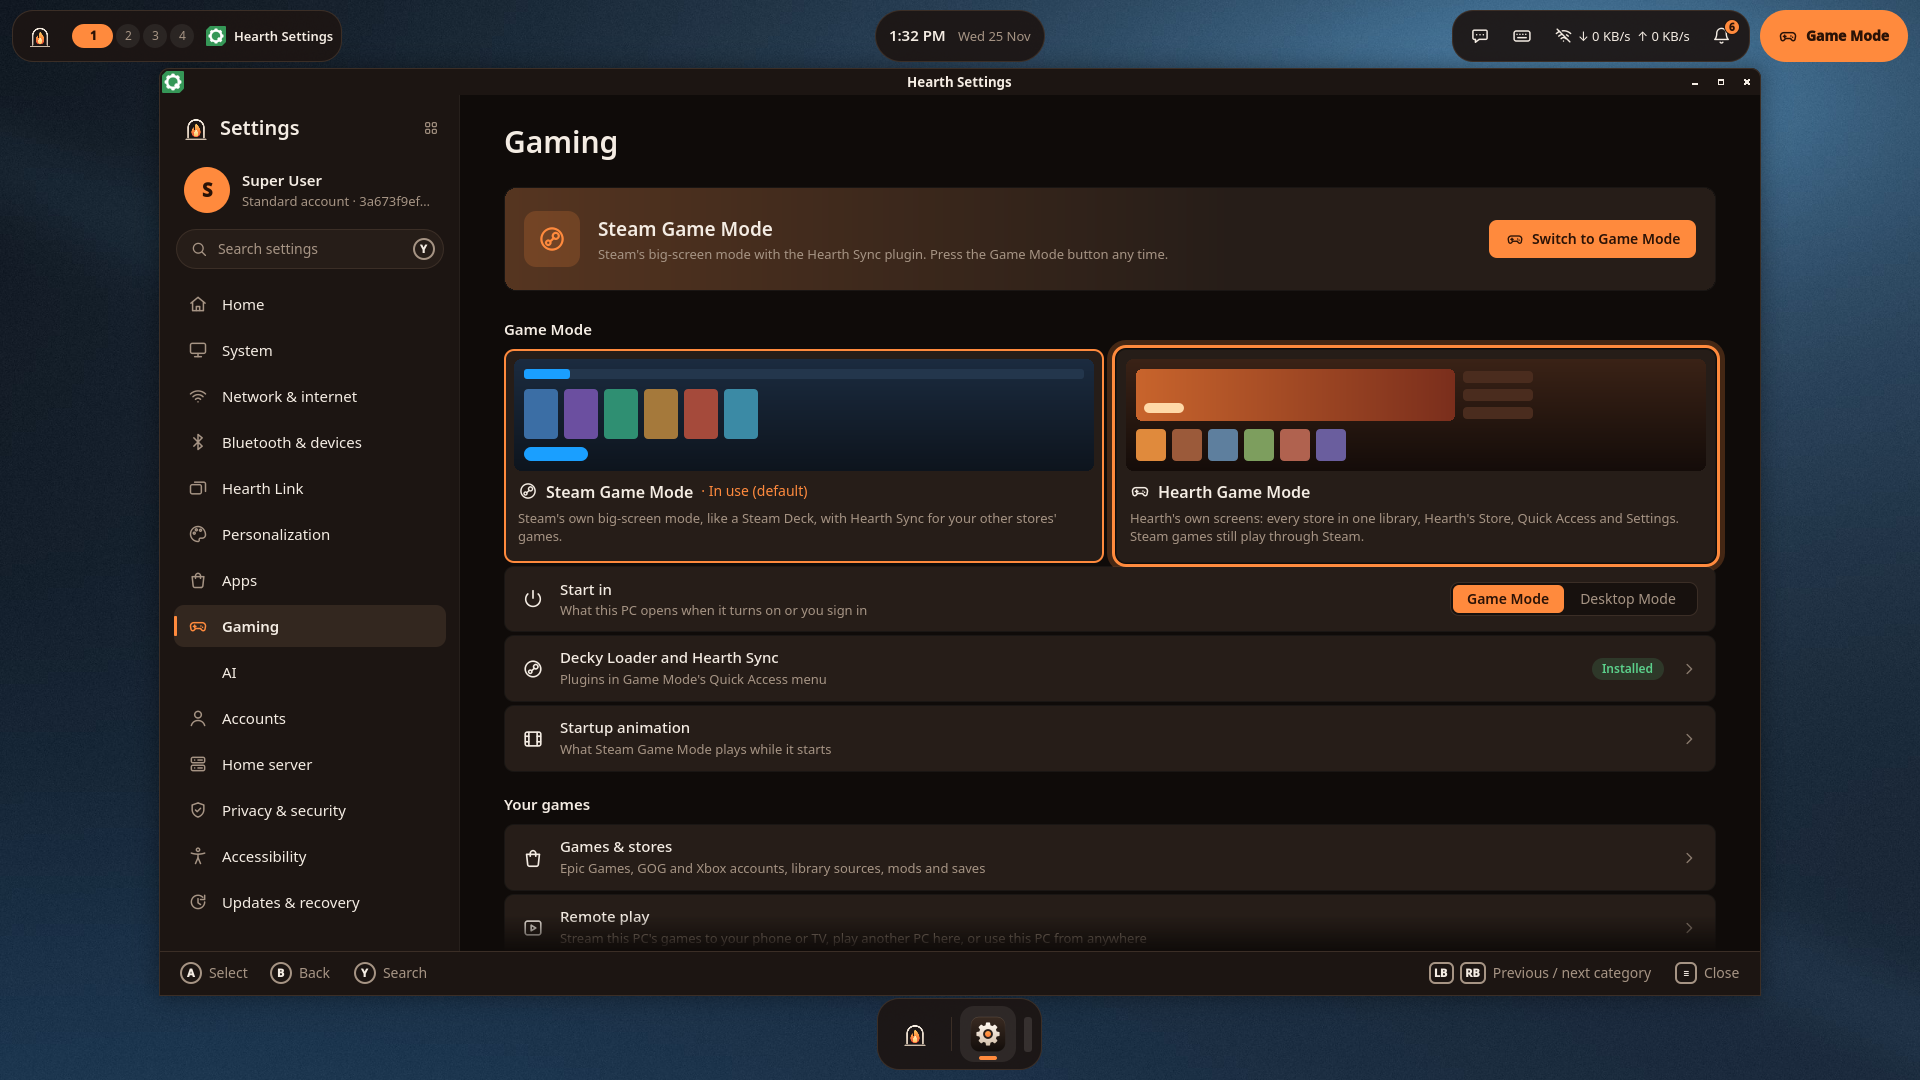 1 2 3 4 Hearth Settings
1:32 PM Wed 25 Nov
↓ 0 KB/s ↑ 0 KB/s
6
Game Mode
Hearth Settings
Settings
S
Super User
Standard account · 3a673f9ef...
Search settings
Y
Home
System
Network & internet
Bluetooth & devices
Hearth Link
Personalization
Apps
Gaming
AI
Accounts
Home server
Privacy & security
Accessibility
Updates & recovery
Gaming
Steam Game Mode
Steam's big-screen mode with the Hearth Sync plugin. Press the Game Mode button any time.
Switch to Game Mode
Game Mode
Steam Game Mode · In use (default)
Steam's own big-screen mode, like a Steam Deck, with Hearth Sync for your other stores'
games.
Hearth Game Mode
Hearth's own screens: every store in one library, Hearth's Store, Quick Access and Settings.
Steam games still play through Steam.
Start in
What this PC opens when it turns on or you sign in
Game Mode Desktop Mode
Decky Loader and Hearth Sync
Plugins in Game Mode's Quick Access menu
Installed
Startup animation
What Steam Game Mode plays while it starts
Your games
Games & stores
Epic Games, GOG and Xbox accounts, library sources, mods and saves
Remote play
Stream this PC's games to your phone or TV, play another PC here, or use this PC from anywhere
A Select B Back Y Search
LB RB Previous / next category ≡ Close